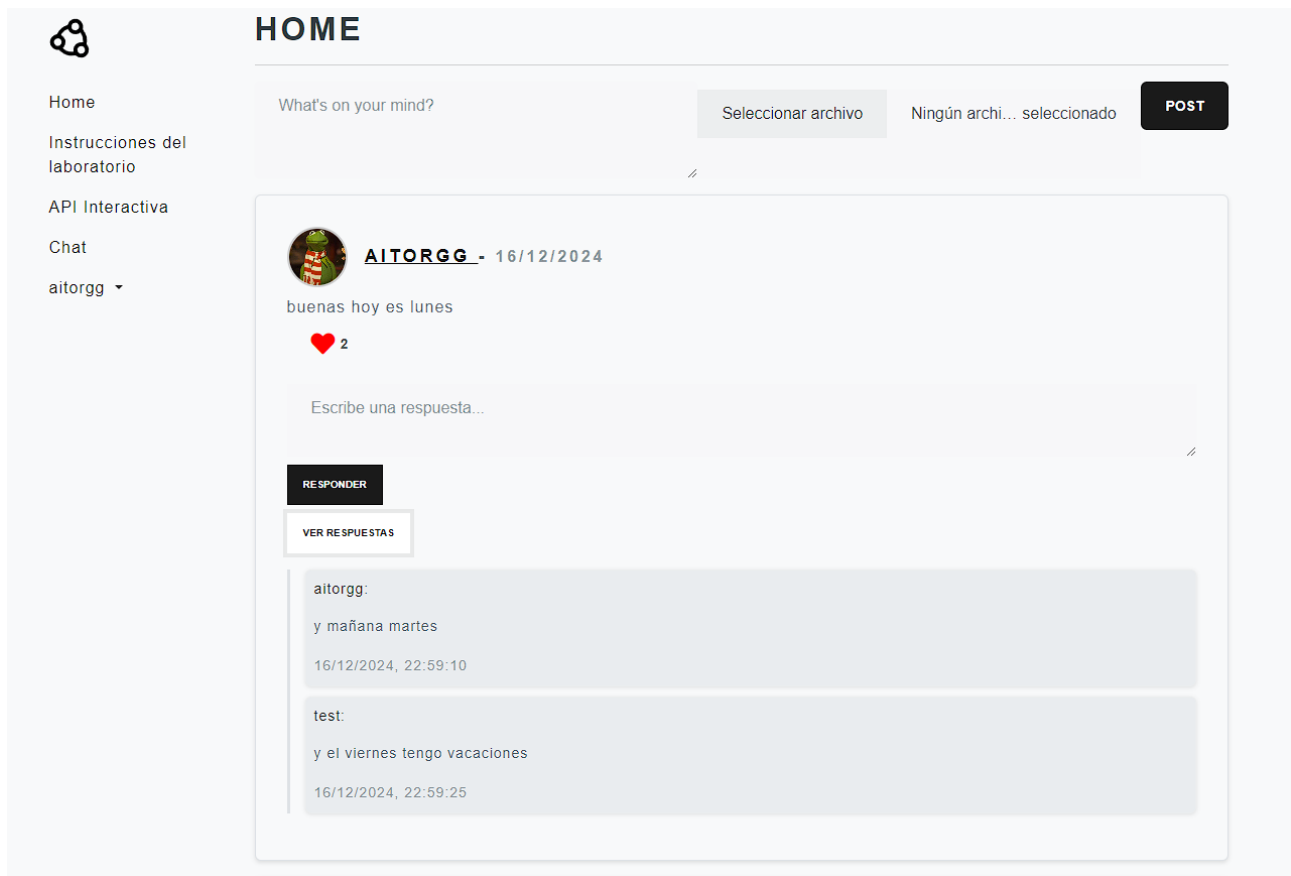 HOME
Home
Instrucciones del
laboratorio
API Interactiva
Chat
aitorgg
What's on your mind?
Seleccionar archivo
Ningún archi... seleccionado
POST
AITORGG - 16/12/2024
buenas hoy es lunes
2
Escribe una respuesta...
RESPONDER
VER RESPUESTAS
aitorgg:
y mañana martes
16/12/2024, 22:59:10
test:
y el viernes tengo vacaciones
16/12/2024, 22:59:25